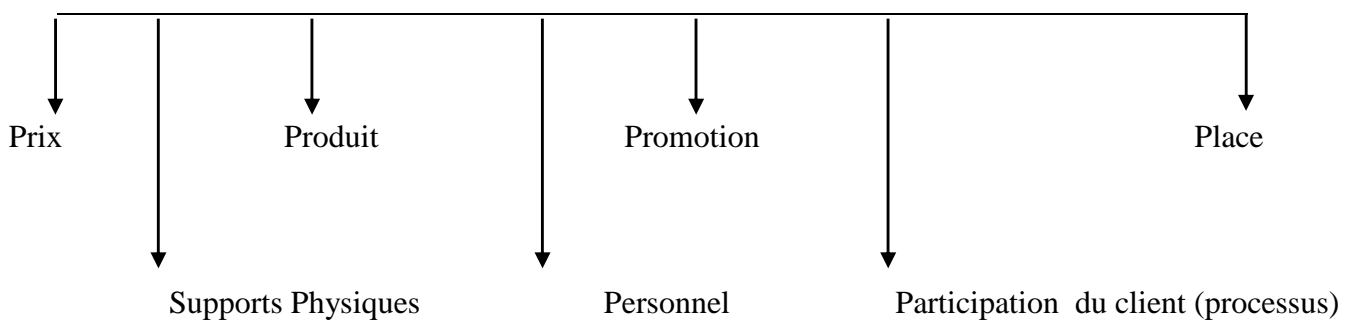 Prix Produit Promotion Place
Supports Physiques Personnel Participation du client (processus)